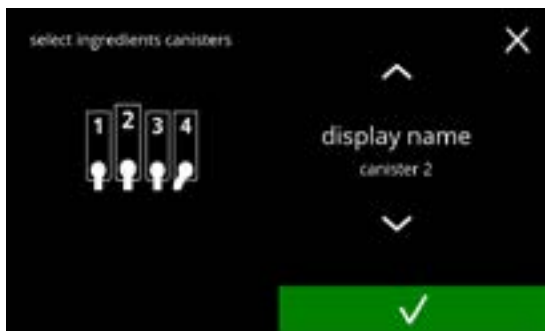 select ingredients canisters
1 2 3 4
display name
canister 2